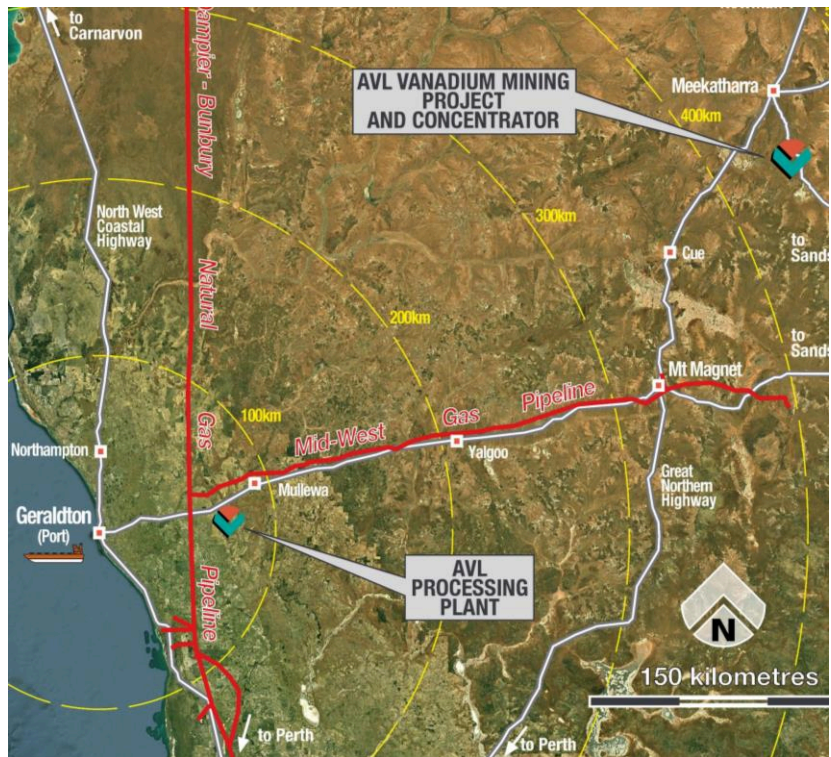 to
Carnarvon
Dampier - Bunbury
Natural
Gas
Pipeline
AVL VANADIUM MINING
PROJECT
AND CONCENTRATOR
Meekatharra
400km
North West
Coastal
Highway
300km
Cue
to
Sands
200km
to
Sands
Mt Magnet
100km
Mid-West Gas Pipeline
Northampton
Yalgoo
Mullewa
Great
Northern
Highway
Geraldton
(Port)
AVL
PROCESSING
PLANT
N
150 kilometres
to Perth
to Perth